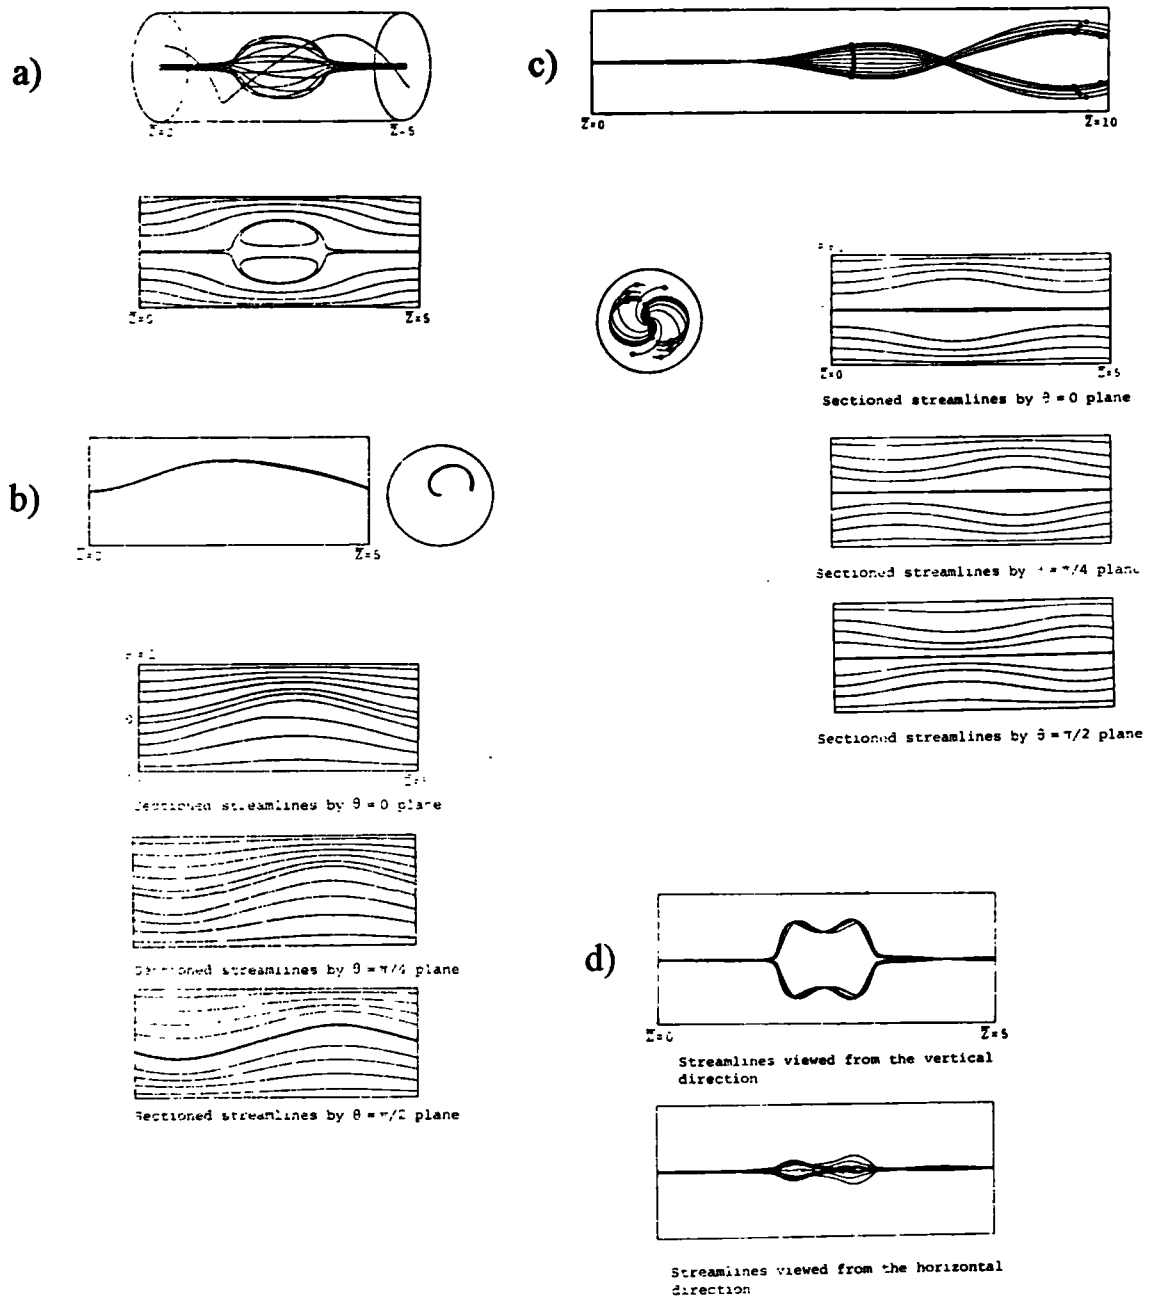 a)
Z=5
Z=0
Z=5
c)
Z=0
Z=10
Z=0
Z=5
Sectioned streamlines by θ = 0 plane
Sectioned streamlines by = π/4 plane
Sectioned streamlines by θ = π/2 plane
b)
Z=5
Sectioned streamlines by θ = 0 plane
Sectioned streamlines by θ = π/4 plane
Sectioned streamlines by θ = π/2 plane
d)
Z=0
Z=5
Streamlines viewed from the vertical
direction
Streamlines viewed from the horizontal
direction